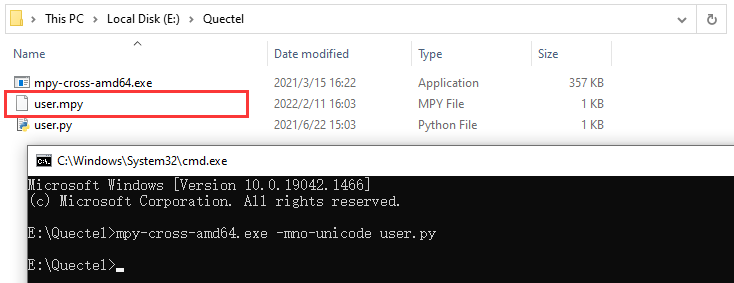 This PC > Local Disk (E:) > Quectel
Name Date modified Type Size
mpy-cross-amd64.exe 2021/3/15 16:22 Application 357 KB
user.mpy 2022/2/11 16:03 MPY File 1 KB
user.py 2021/6/22 15:03 Python File 1 KB
C:\Windows\System32\cmd.exe
Microsoft Windows [Version 10.0.19042.1466]
(c) Microsoft Corporation. All rights reserved.
E:\Quectel>mpy-cross-amd64.exe -mno-unicode user.py
E:\Quectel>